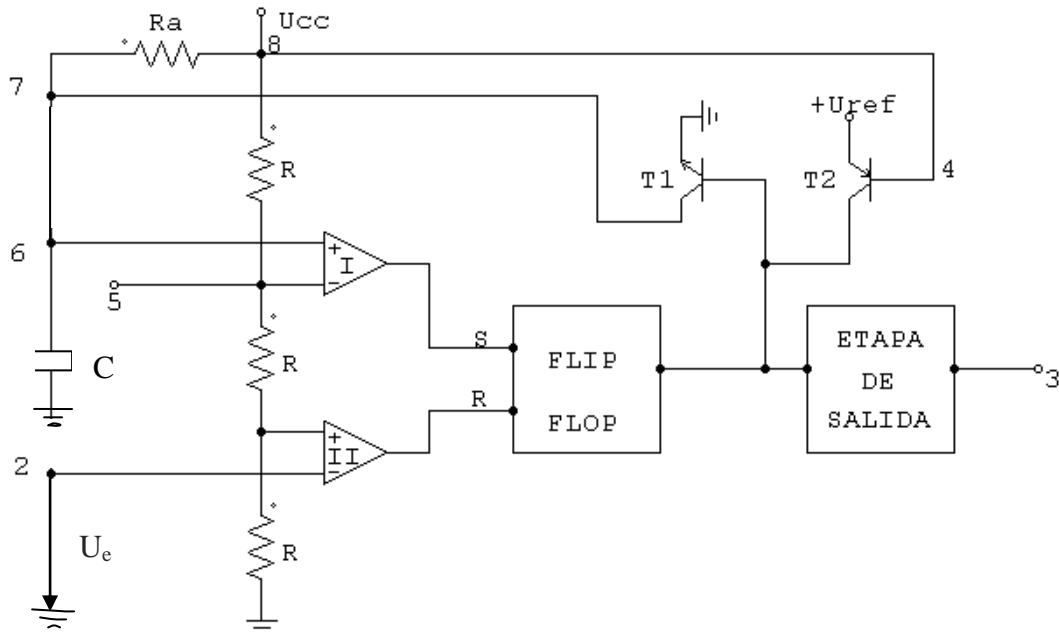 Ra
Ucc
8
7
+Uref
R
T1
T2
4
+
I
-
6
5
S
R
FLIP
FLOP
ETAPA
DE
SALIDA
3
C
R
+
II
-
2
Ue
R